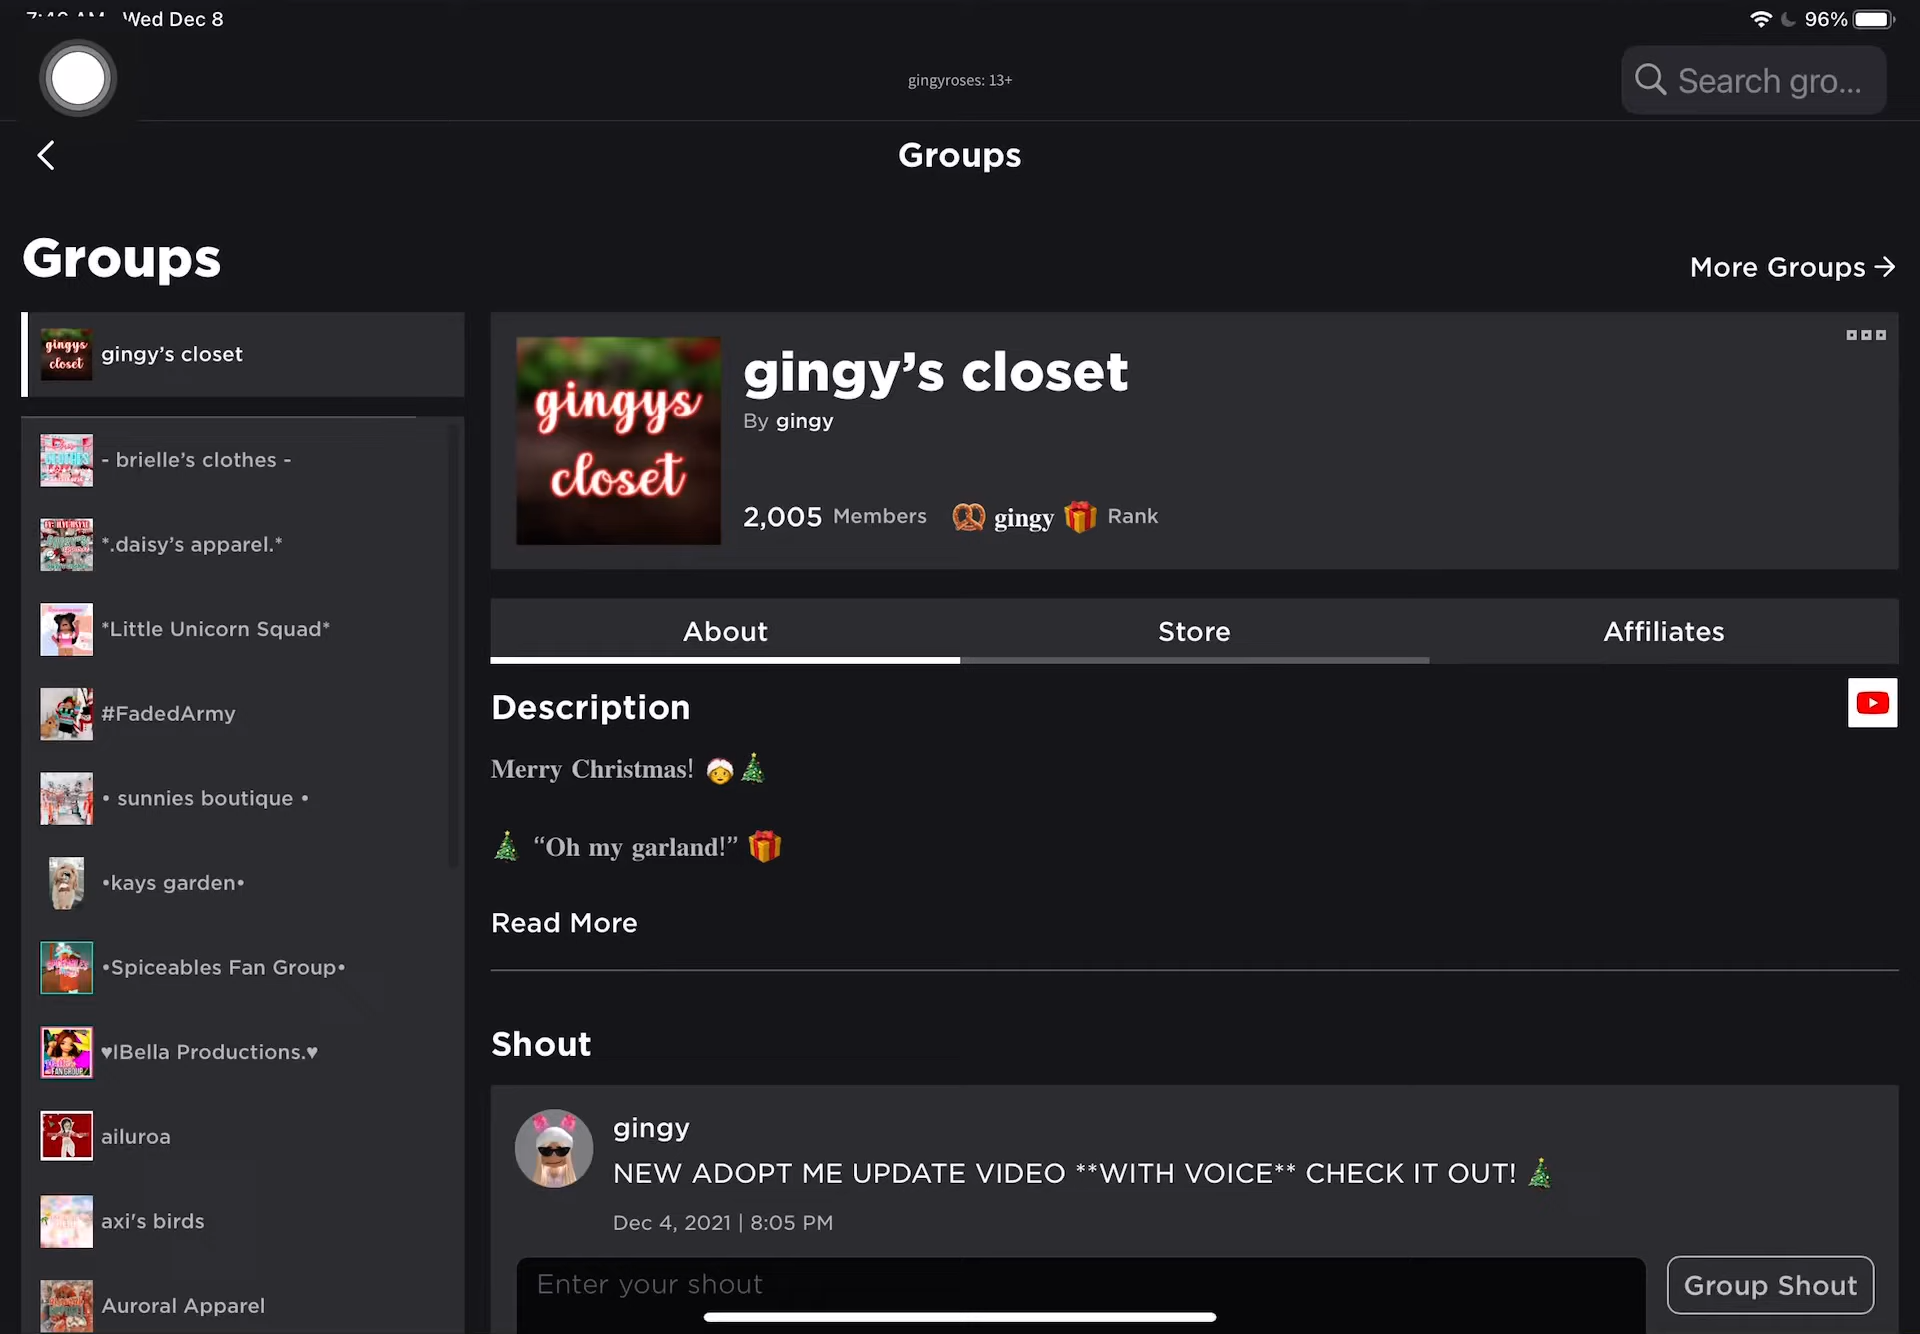 Wed Dec 8
96%
gingyroses: 13+
Search gro...
Groups
Groups
More Groups
gingys closet
gingy's closet
- brielle's clothes -
*.daisy's apparel.*
*Little Unicorn Squad*
#FadedArmy
• sunnies boutique •
•kays garden•
•Spiceables Fan Group•
♥IBella Productions.♥
ailuroa
axi's birds
Auroral Apparel
gingys
closet
gingy's closet
By gingy
2,005 Members 🥨 gingy 🎁 Rank
About
Store
Affiliates
Description
Merry Christmas! 🤶🎄
🎄 “Oh my garland!” 🎁
Read More
Shout
gingy
NEW ADOPT ME UPDATE VIDEO **WITH VOICE** CHECK IT OUT! 🎄
Dec 4, 2021 | 8:05 PM
Enter your shout
Group Shout